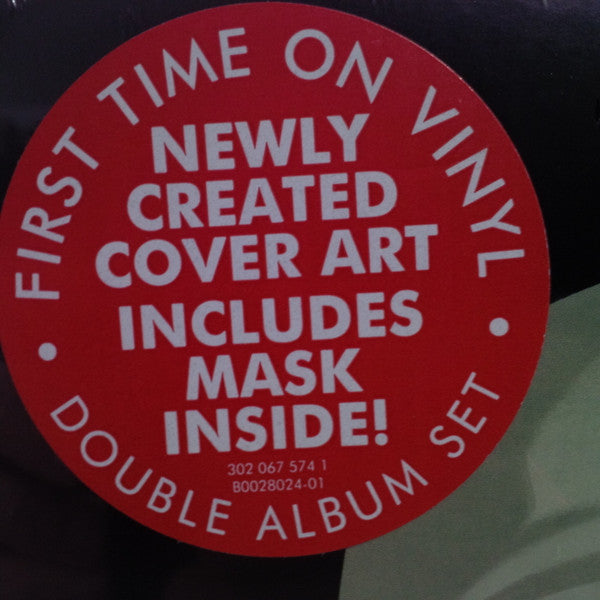 FIRST TIME ON VINYL
NEWLY
CREATED
COVER ART
INCLUDES
MASK
INSIDE!
302 067 574 1
B0028024-01
• DOUBLE ALBUM SET •